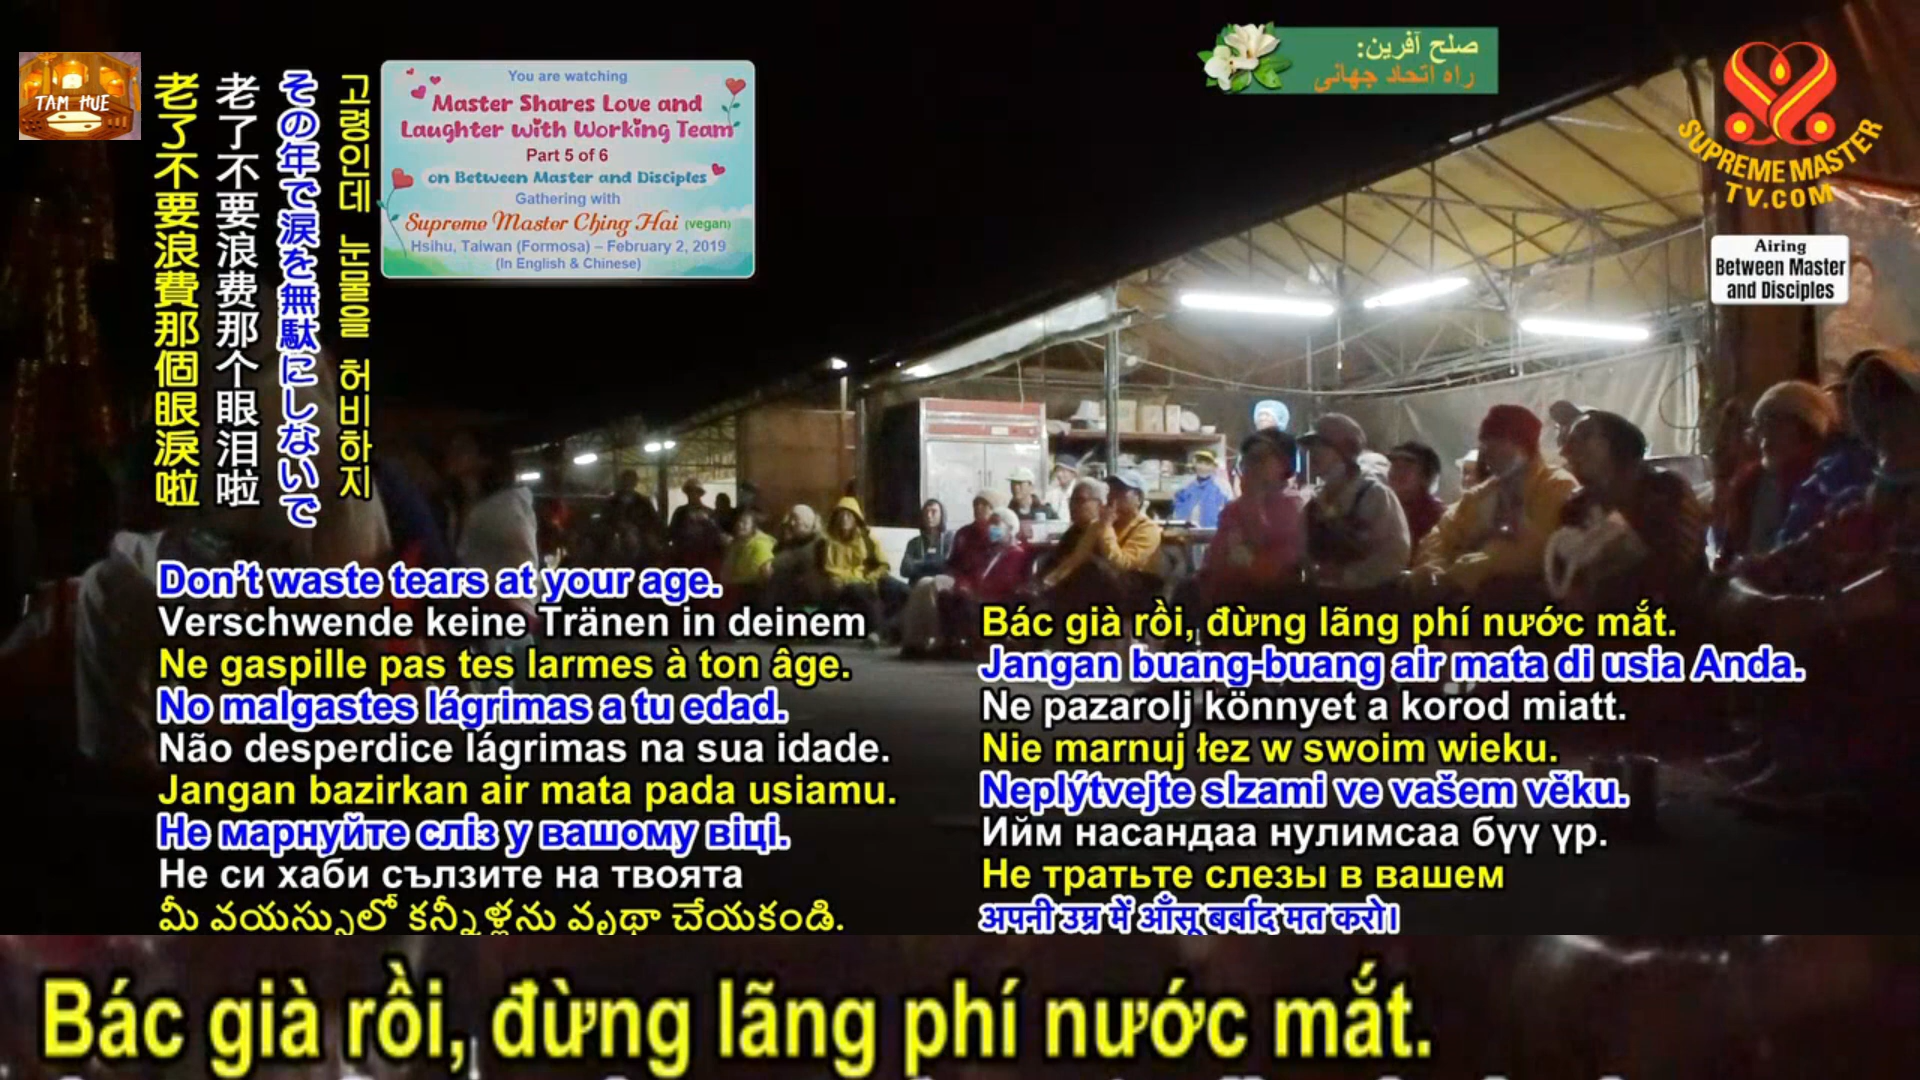 TAM HUE
老了不要浪費那個眼淚啦
老了不要浪费那个眼泪啦
その年で涙を無駄にしないで
고령인데 눈물을 허비하지
You are watching
Master Shares Love and
Laughter with Working Team
Part 5 of 6
on Between Master and Disciples
Gathering with
Supreme Master Ching Hai (vegan)
Hsihu, Taiwan (Formosa) – February 2, 2019
(In English & Chinese)
صلح آفرین:
راه اتحاد جهانی
SUPREME MASTER
TV.COM
Airing
Between Master
and Disciples
Don’t waste tears at your age.
Verschwende keine Tränen in deinem
Ne gaspille pas tes larmes à ton âge.
No malgastes lágrimas a tu edad.
Não desperdice lágrimas na sua idade.
Jangan bazirkan air mata pada usiamu.
Не марнуйте сліз у вашому віці.
Не си хаби сълзите на твоята
మీ వయస్సులో కన్నీళ్లను వృథా చేయకండి.
Bác già rồi, đừng lãng phí nước mắt.
Jangan buang-buang air mata di usia Anda.
Ne pazarolj könnyet a korod miatt.
Nie marnuj łez w swoim wieku.
Neplýtvejte slzami ve vašem věku.
Ийм насандаа нулимсаа бүү үр.
Не тратьте слезы в вашем
अपनी उम्र में आँसू बर्बाद मत करो।
Bác già rồi, đừng lãng phí nước mắt.